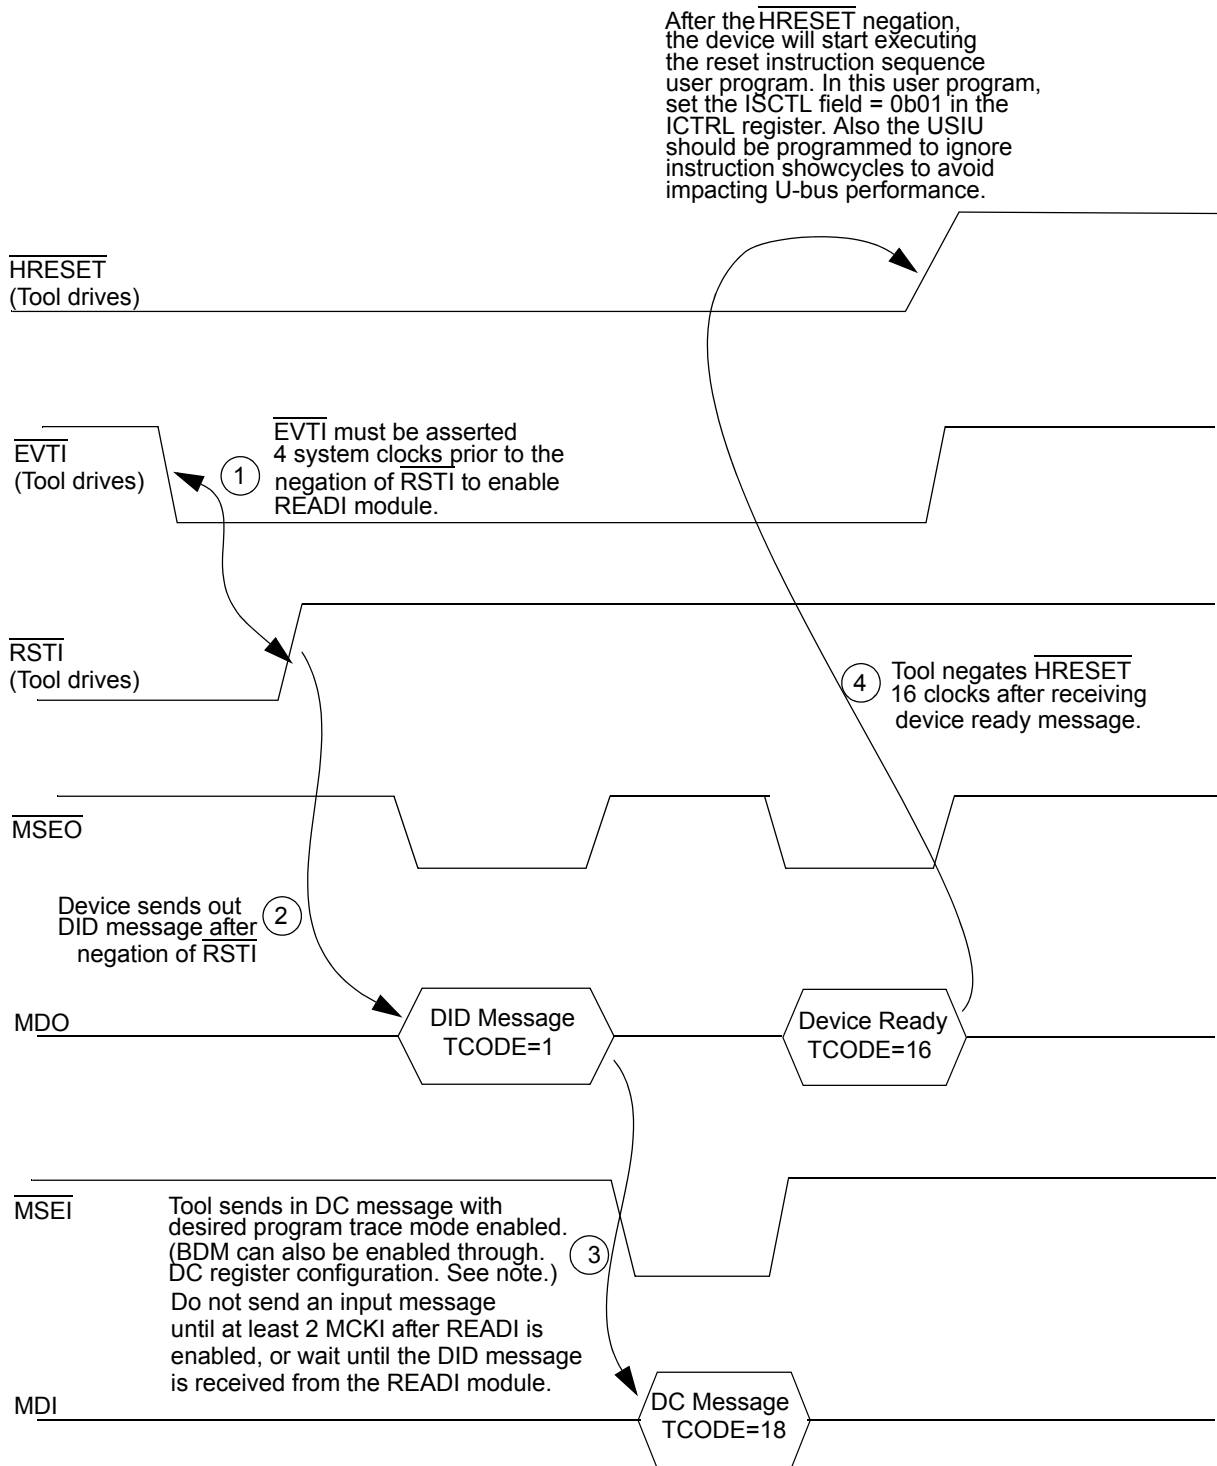 After the HRESET negation,
the device will start executing
the reset instruction sequence
user program. In this user program,
set the ISCTL field = 0b01 in the
ICTRL register. Also the USIU
should be programmed to ignore
instruction showcycles to avoid
impacting U-bus performance.
HRESET
(Tool drives)
EVTI
(Tool drives)
1
EVTI must be asserted
4 system clocks prior to the
negation of RSTI to enable
READI module.
RSTI
(Tool drives)
4
Tool negates HRESET
16 clocks after receiving
device ready message.
MSEO
Device sends out
DID message after
negation of RSTI
2
MDO
DID Message
TCODE=1
Device Ready
TCODE=16
MSEI
Tool sends in DC message with
desired program trace mode enabled.
(BDM can also be enabled through.
DC register configuration. See note.)
3
Do not send an input message
until at least 2 MCKI after READI is
enabled, or wait until the DID message
is received from the READI module.
MDI
DC Message
TCODE=18